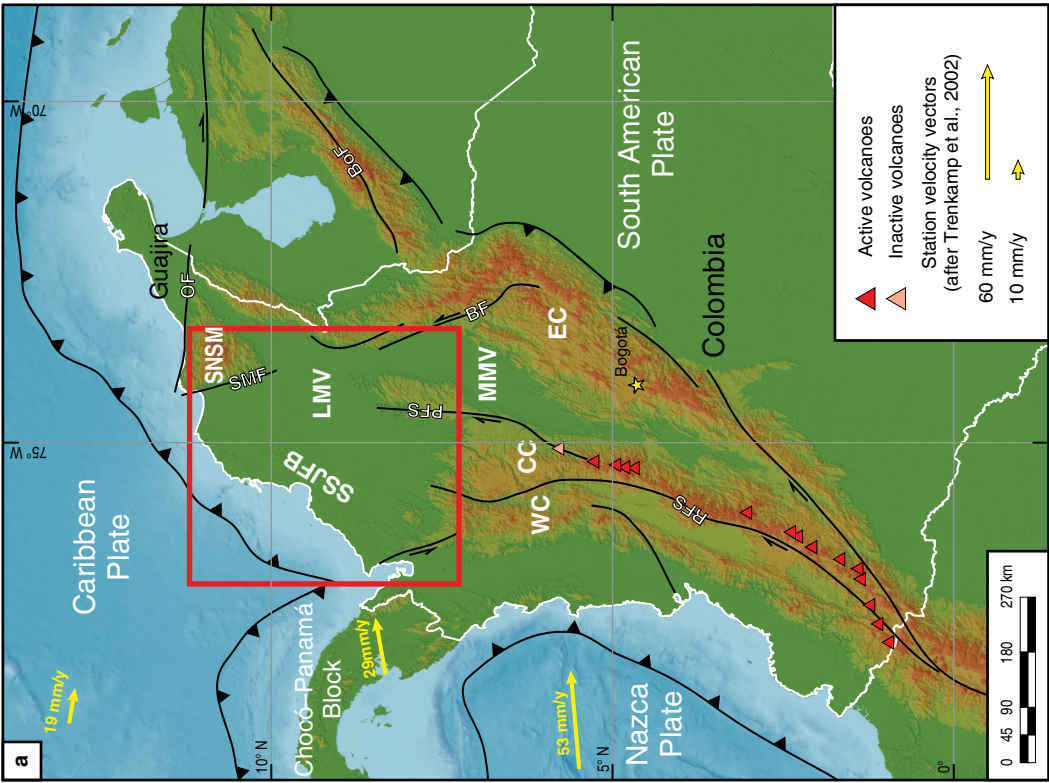 a
Caribbean
Plate
19 mm/y
Chocó–Panamá
Block
29mm/y
53 mm/y
Nazca
Plate
Guajira
OF
SNSM
SMF
LMV
SSJFB
PFS
MMV
BF
BoF
WC
CC
EC
RFS
Bogotá
Colombia
South American
Plate
70° W
75° W
10° N
5° N
0°
0 45 90 180 270 km
Active volcanoes
Inactive volcanoes
Station velocity vectors
(after Trenkamp et al., 2002)
60 mm/y
10 mm/y